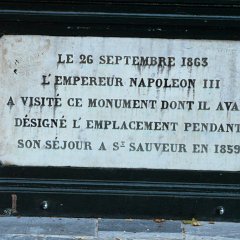 LE 26 SEPTEMBRE 1863
L'EMPEREUR NAPOLEON III
A VISITÉ CE MONUMENT DONT IL AVA
DÉSIGNÉ L'EMPLACEMENT PENDANT
SON SÉJOUR A ST SAUVEUR EN 1859